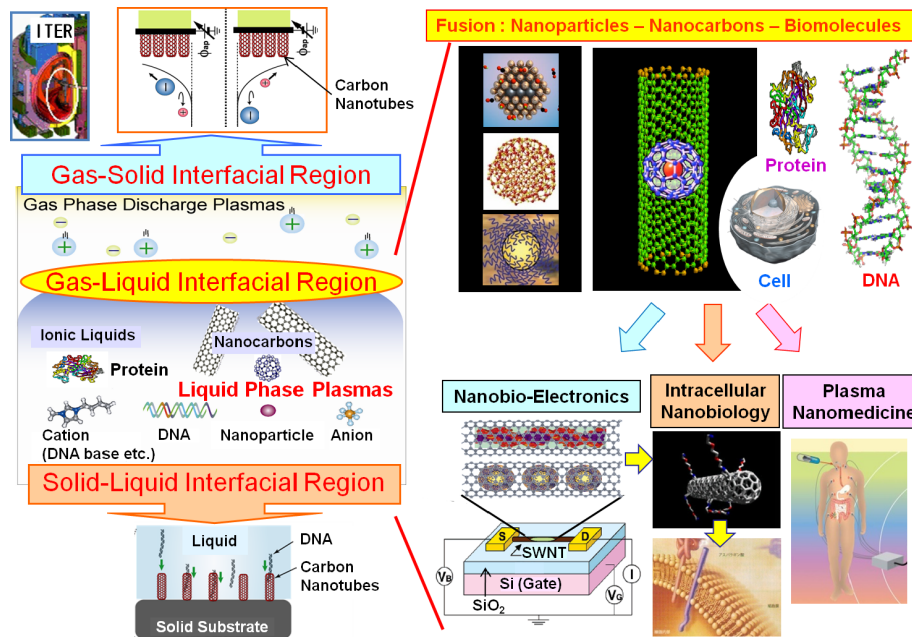 ITER
ϕap
ϕap
Carbon
Nanotubes
Gas-Solid Interfacial Region
Gas Phase Discharge Plasmas
Gas-Liquid Interfacial Region
Ionic Liquids
Nanocarbons
Protein
Liquid Phase Plasmas
Cation
(DNA base etc.)
DNA
Nanoparticle
Anion
Solid-Liquid Interfacial Region
Liquid
DNA
Carbon
Nanotubes
Solid Substrate
Fusion : Nanoparticles – Nanocarbons – Biomolecules
Protein
Cell
DNA
Nanobio-Electronics
S
D
SWNT
Si (Gate)
SiO2
VB
VG
I
Intracellular
Nanobiology
Plasma
Nanomedicine